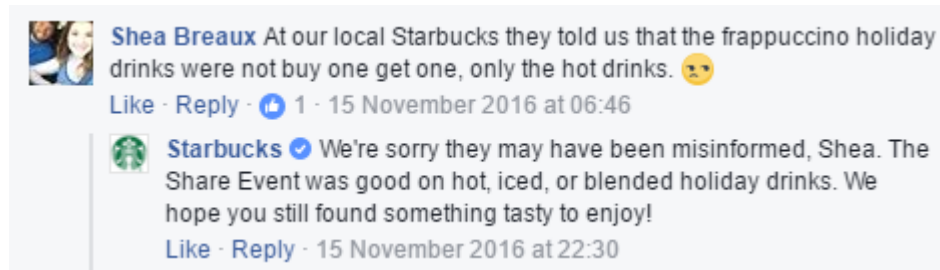 Shea Breaux At our local Starbucks they told us that the frappuccino holiday
drinks were not buy one get one, only the hot drinks. 😒
Like · Reply · 1 · 15 November 2016 at 06:46
Starbucks We're sorry they may have been misinformed, Shea. The
Share Event was good on hot, iced, or blended holiday drinks. We
hope you still found something tasty to enjoy!
Like · Reply · 15 November 2016 at 22:30